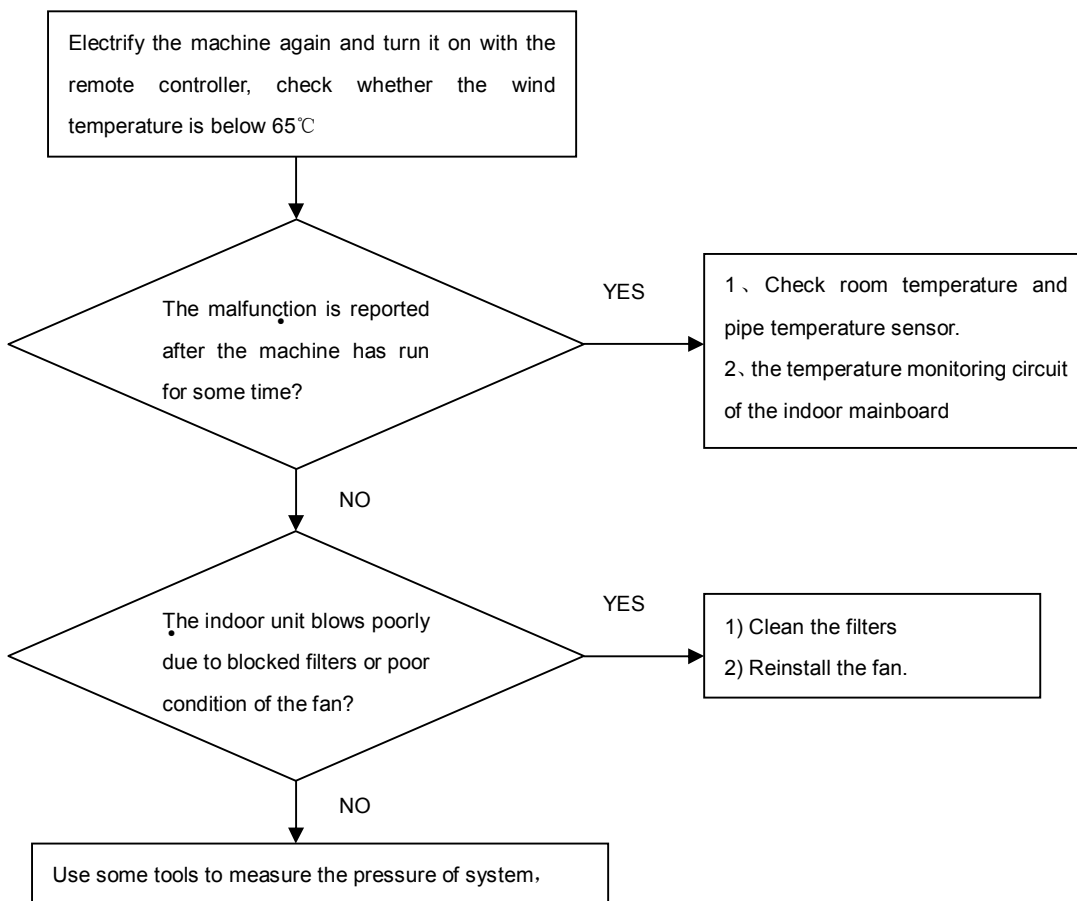 Electrify the machine again and turn it on with the
remote controller, check whether the wind
temperature is below 65℃
The malfunction is reported
after the machine has run
for some time?
YES
1、Check room temperature and
pipe temperature sensor.
2、the temperature monitoring circuit
of the indoor mainboard
NO
The indoor unit blows poorly
due to blocked filters or poor
condition of the fan?
YES
1) Clean the filters
2) Reinstall the fan.
NO
Use some tools to measure the pressure of system，